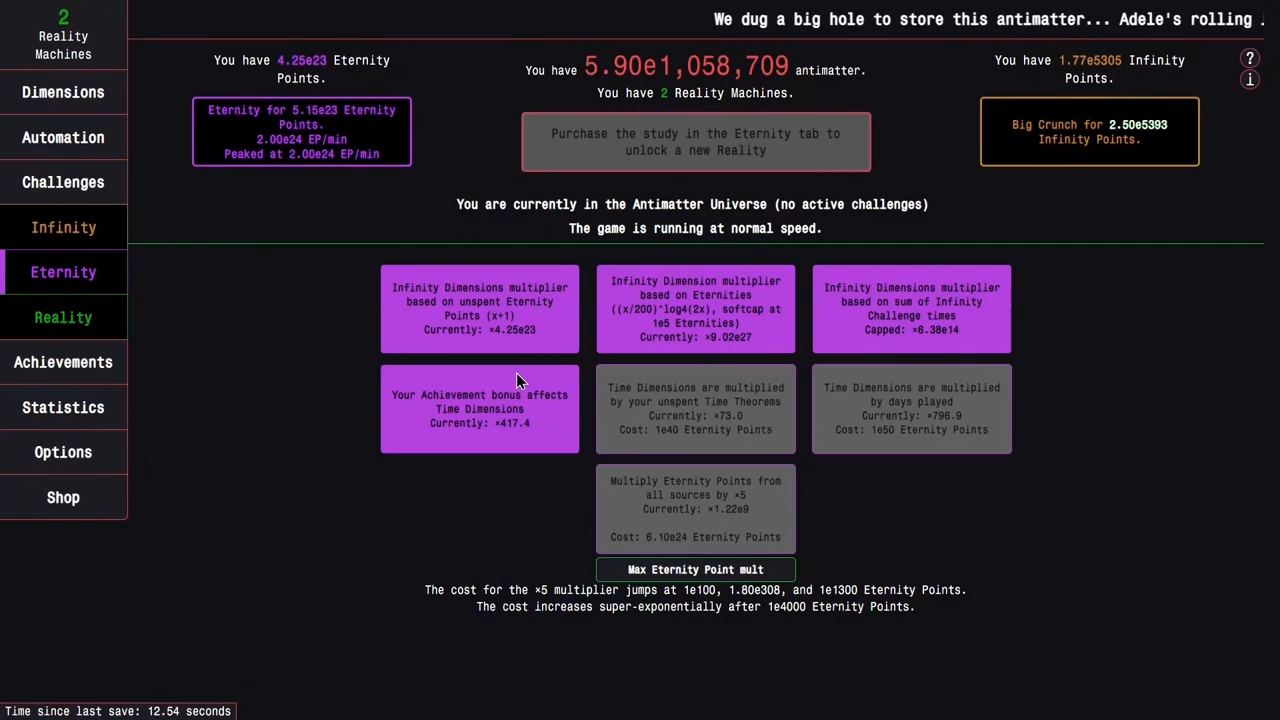 2
Reality
Machines
Dimensions
Automation
Challenges
Infinity
Eternity
Reality
Achievements
Statistics
Options
Shop
We dug a big hole to store this antimatter... Adele's rolling
You have 4.25e23 Eternity
Points.
Eternity for 5.15e23 Eternity
Points.
2.00e24 EP/min
Peaked at 2.00e24 EP/min
You have 5.90e1,058,709 antimatter.
You have 2 Reality Machines.
Purchase the study in the Eternity tab to
unlock a new Reality
You have 1.77e5305 Infinity
Points.
Big Crunch for 2.50e5393
Infinity Points.
?
i
You are currently in the Antimatter Universe (no active challenges)
The game is running at normal speed.
Infinity Dimensions multiplier
based on unspent Eternity
Points (x+1)
Currently: ×4.25e23
Infinity Dimension multiplier
based on Eternities
((x/200)^log4(2x), softcap at
1e5 Eternities)
Currently: ×9.02e27
Infinity Dimensions multiplier
based on sum of Infinity
Challenge times
Capped: ×6.38e14
Your Achievement bonus affects
Time Dimensions
Currently: ×417.4
Time Dimensions are multiplied
by your unspent Time Theorems
Currently: ×73.0
Cost: 1e40 Eternity Points
Time Dimensions are multiplied
by days played
Currently: ×796.9
Cost: 1e50 Eternity Points
Multiply Eternity Points from
all sources by ×5
Currently: ×1.22e9
Cost: 6.10e24 Eternity Points
Max Eternity Point mult
The cost for the ×5 multiplier jumps at 1e100, 1.80e308, and 1e1300 Eternity Points.
The cost increases super-exponentially after 1e4000 Eternity Points.
Time since last save: 12.54 seconds